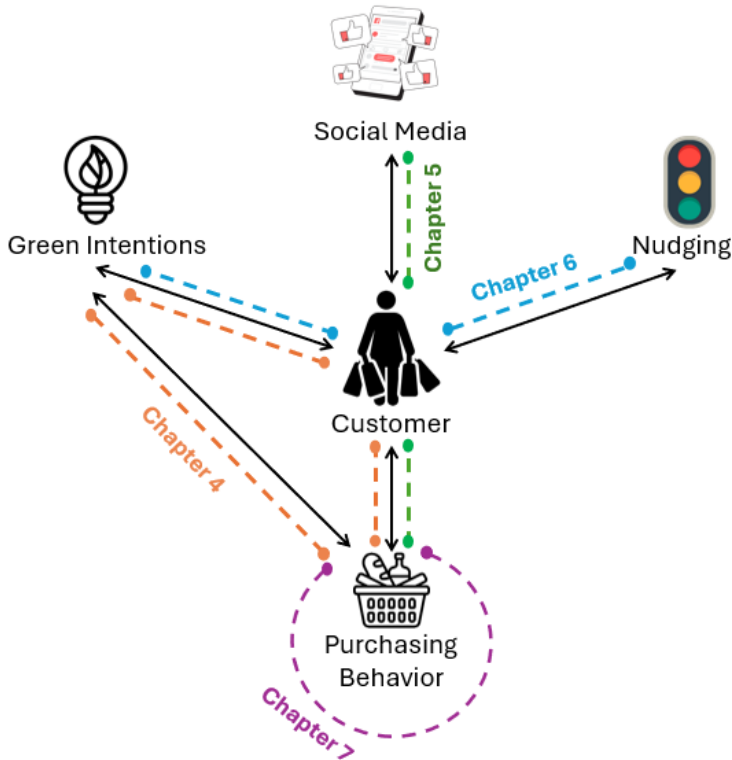 Social Media
Chapter 5
Green Intentions
Nudging
Chapter 6
Customer
Chapter 4
Purchasing
Behavior
Chapter 7